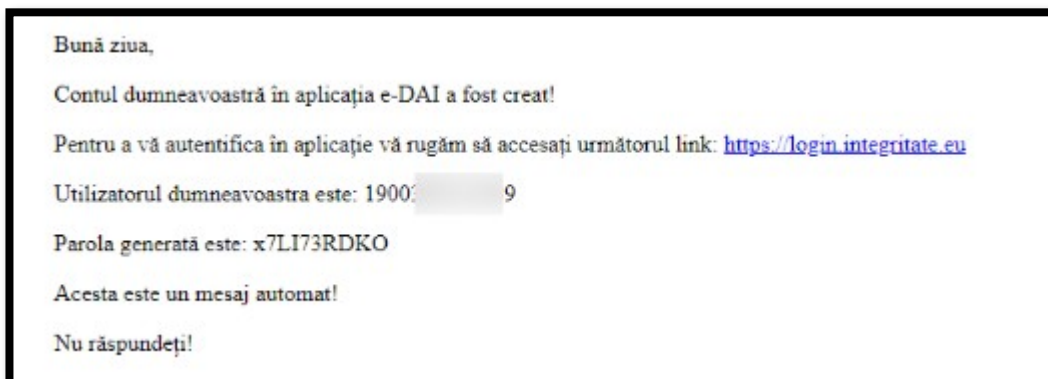 Bună ziua,
Contul dumneavoastră în aplicația e-DAI a fost creat!
Pentru a vă autentifica în aplicație vă rugăm să accesați următorul link: https://login.integritate.eu
Utilizatorul dumneavoastra este: 1900 9
Parola generată este: x7LI73RDKO
Acesta este un mesaj automat!
Nu răspundeți!